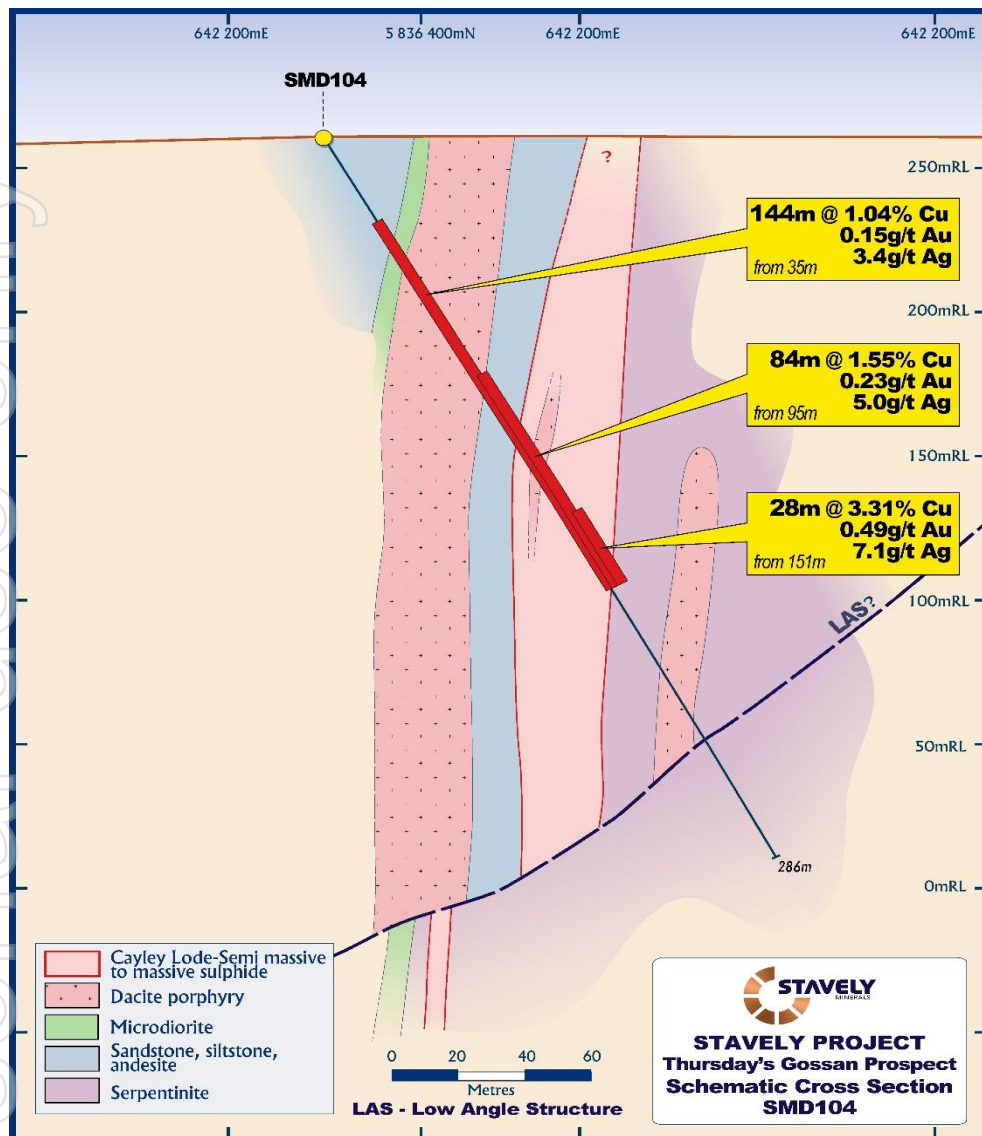 642 200mE
5 836 400mN
642 200mE
642 200mE
SMD104
?
250mRL
144m @ 1.04% Cu
0.15g/t Au
3.4g/t Ag
from 35m
200mRL
84m @ 1.55% Cu
0.23g/t Au
5.0g/t Ag
from 95m
150mRL
28m @ 3.31% Cu
0.49g/t Au
7.1g/t Ag
from 151m
100mRL
LAS?
50mRL
286m
0mRL
Cayley Lode-Semi massive
to massive sulphide
Dacite porphyry
Microdiorite
Sandstone, siltstone,
andesite
Serpentinite
0 20 40 60
Metres
LAS - Low Angle Structure
STAVELY
MINERALS
STAVELY PROJECT
Thursday's Gossan Prospect
Schematic Cross Section
SMD104